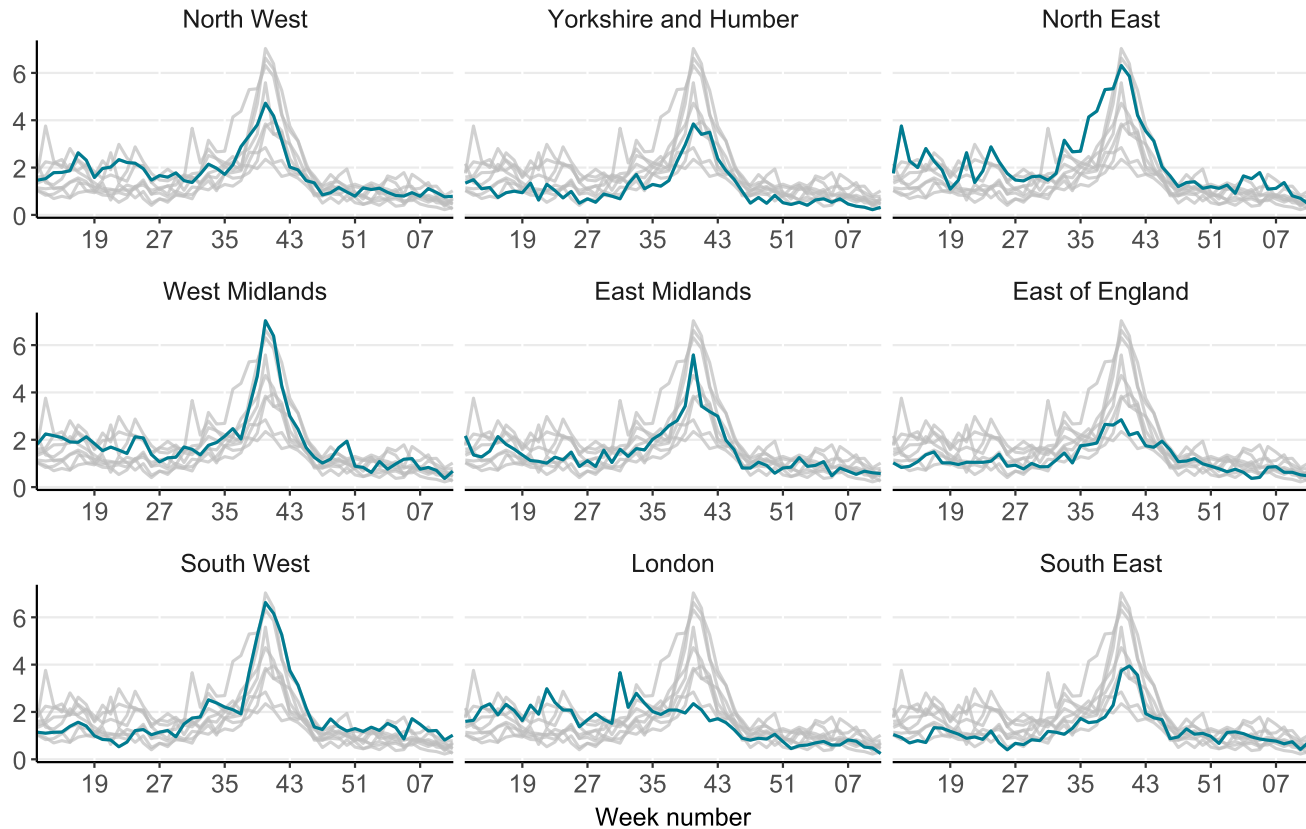 North West Yorkshire and Humber North East
6
4
2
0
19 27 35 43 51 07 19 27 35 43 51 07 19 27 35 43 51 07
West Midlands East Midlands East of England
6
4
2
0
19 27 35 43 51 07 19 27 35 43 51 07 19 27 35 43 51 07
South West London South East
6
4
2
0
19 27 35 43 51 07 19 27 35 43 51 07 19 27 35 43 51 07
Week number